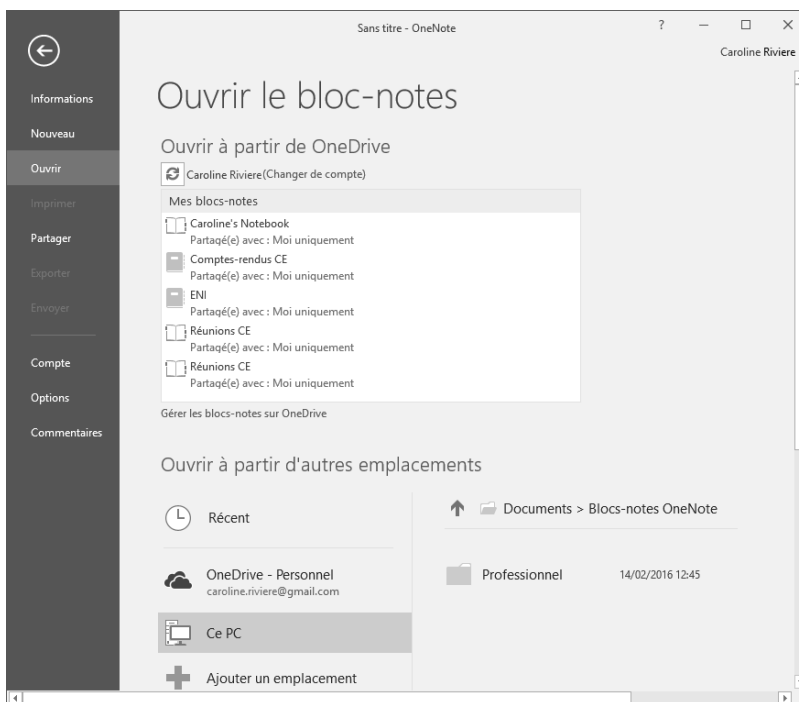 Sans titre - OneNote
?
Caroline Riviere
Informations
Nouveau
Ouvrir
Imprimer
Partager
Exporter
Envoyer
Compte
Options
Commentaires
Ouvrir le bloc-notes
Ouvrir à partir de OneDrive
Caroline Riviere(Changer de compte)
Mes blocs-notes
Caroline's Notebook
Partagé(e) avec : Moi uniquement
Comptes-rendus CE
Partagé(e) avec : Moi uniquement
ENI
Partagé(e) avec : Moi uniquement
Réunions CE
Partagé(e) avec : Moi uniquement
Réunions CE
Partagé(e) avec : Moi uniquement
Gérer les blocs-notes sur OneDrive
Ouvrir à partir d'autres emplacements
Récent
OneDrive - Personnel
caroline.riviere@gmail.com
Ce PC
Ajouter un emplacement
Documents > Blocs-notes OneNote
Professionnel 14/02/2016 12:45